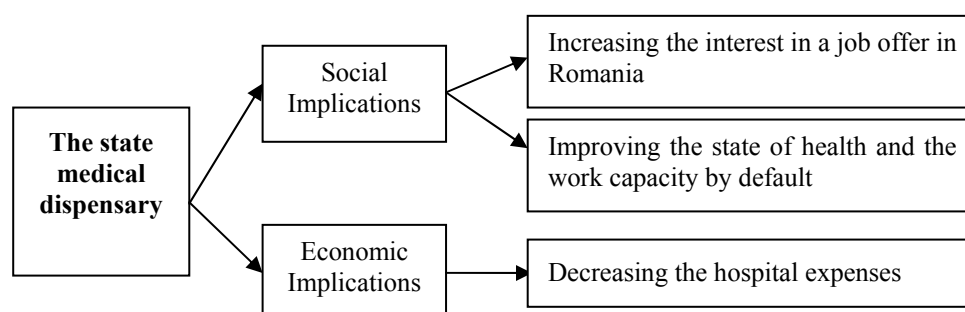 The state
medical
dispensary
Social
Implications
Increasing the interest in a job offer in
Romania
Improving the state of health and the
work capacity by default
Economic
Implications
Decreasing the hospital expenses